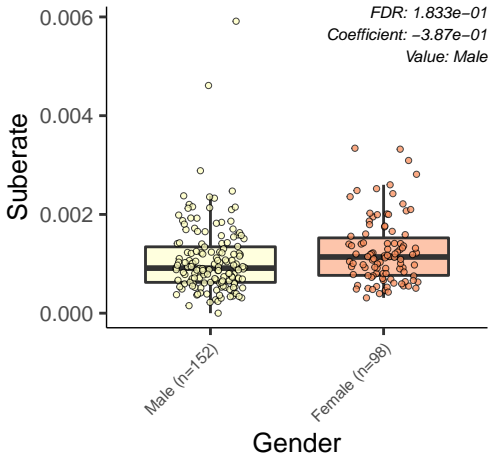 FDR: 1.833e−01
Coefficient: −3.87e−01
Value: Male
0.006
0.004
0.002
0.000
Suberate
Male (n=152)
Female (n=98)
Gender